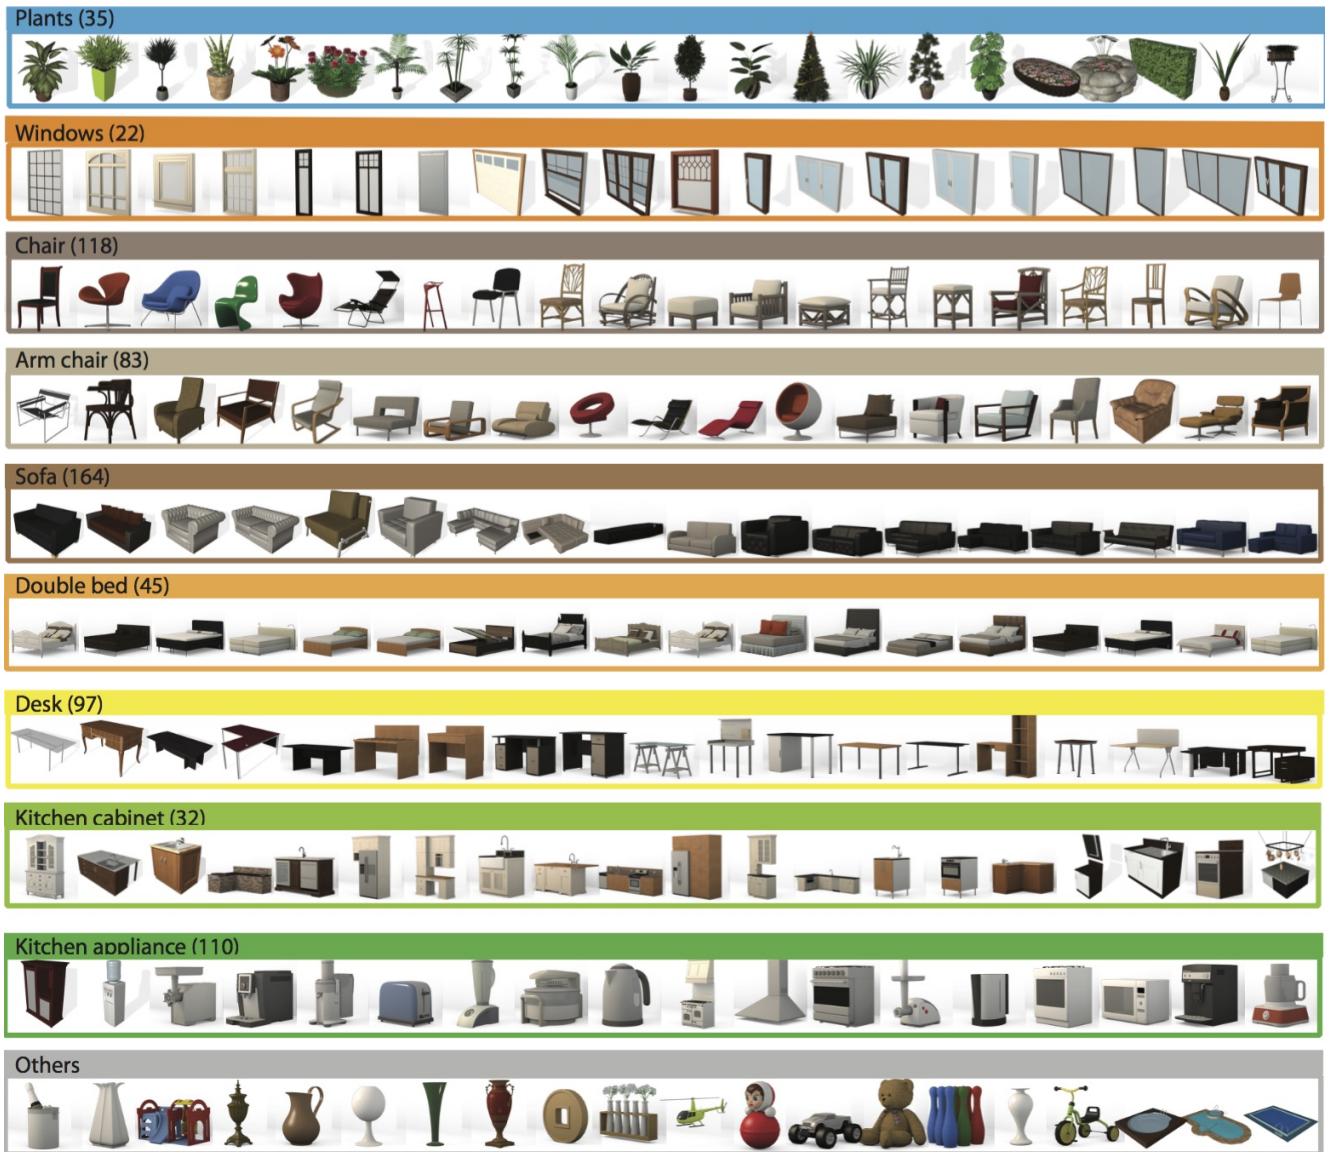 Plants (35)
Windows (22)
Chair (118)
Arm chair (83)
Sofa (164)
Double bed (45)
Desk (97)
Kitchen cabinet (32)
Kitchen appliance (110)
Others